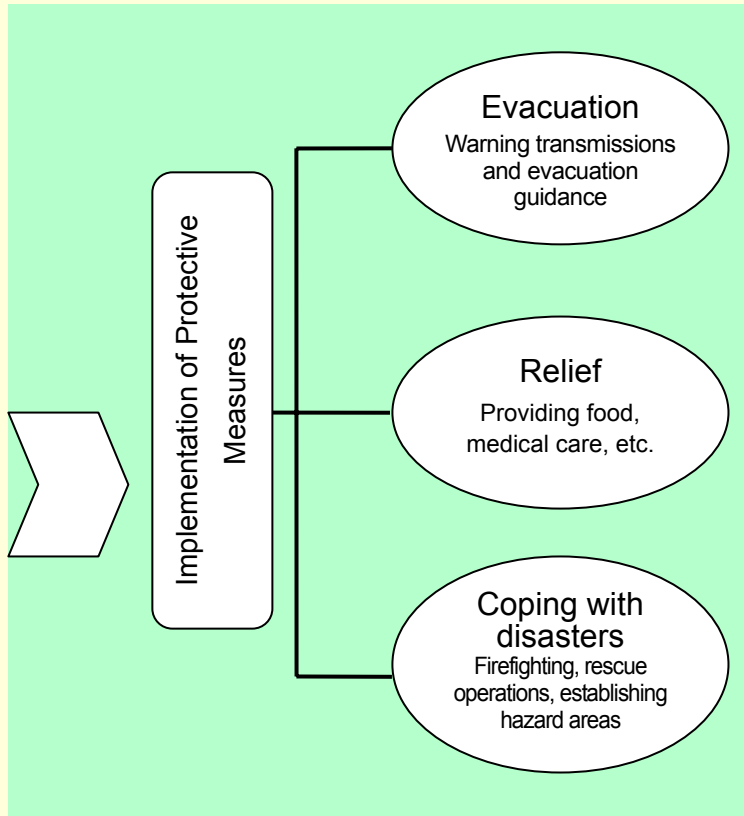 Implementation of Protective
Measures
Evacuation
Warning transmissions
and evacuation
guidance
Relief
Providing food,
medical care, etc.
Coping with
disasters
Firefighting, rescue
operations, establishing
hazard areas